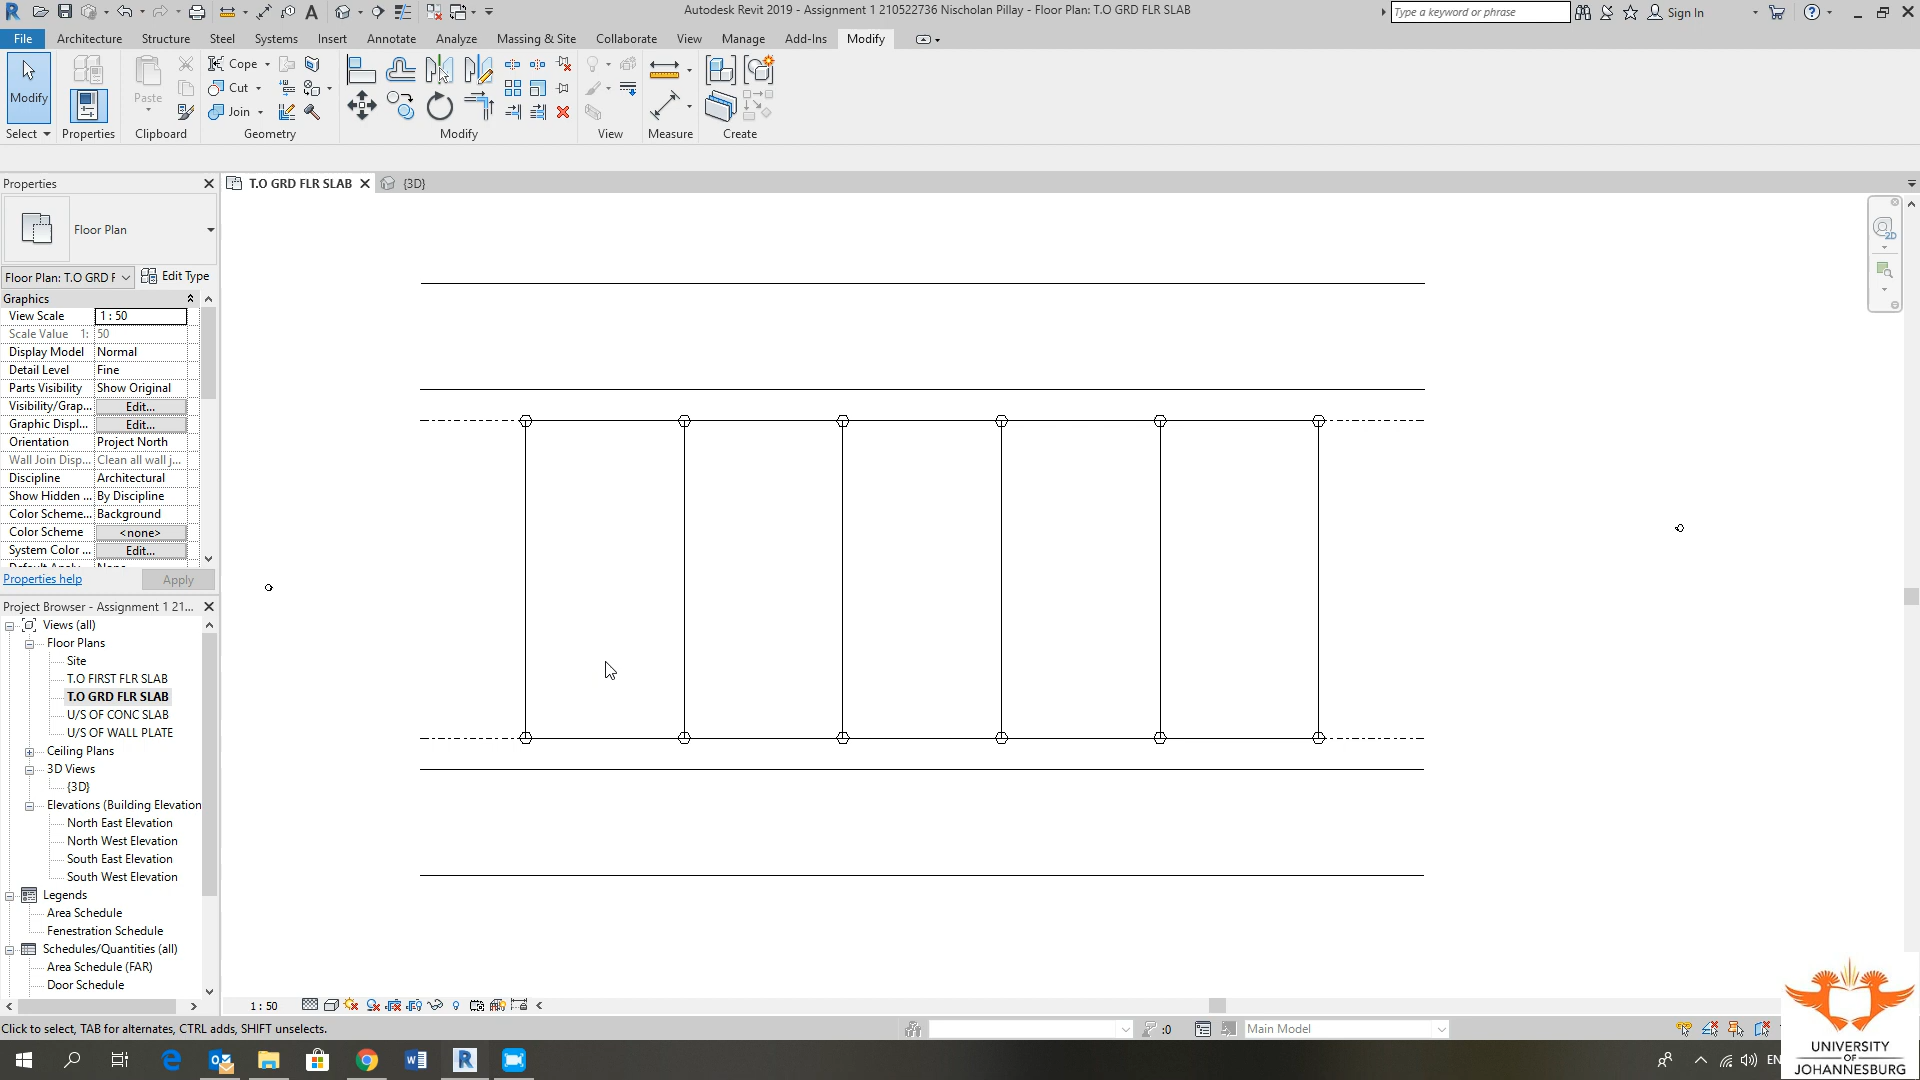 Autodesk Revit 2019 - Assignment 1 210522736 Nischolan Pillay - Floor Plan: T.O GRD FLR SLAB
Type a keyword or phrase
Sign In
File Architecture Structure Steel Systems Insert Annotate Analyze Massing & Site Collaborate View Manage Add-Ins Modify
Modify
Paste
Cope
Cut
Join
Select Properties Clipboard Geometry Modify View Measure Create
Properties
T.O GRD FLR SLAB {3D}
2D
Floor Plan
Floor Plan: T.O GRD F Edit Type
Graphics
View Scale 1 : 50
Scale Value 1: 50
Display Model Normal
Detail Level Fine
Parts Visibility Show Original
Visibility/Grap... Edit...
Graphic Displ... Edit...
Orientation Project North
Wall Join Disp... Clean all wall j...
Discipline Architectural
Show Hidden ... By Discipline
Color Scheme... Background
Color Scheme <none>
System Color ... Edit...
Properties help Apply
Project Browser - Assignment 1 21...
Views (all)
Floor Plans
Site
T.O FIRST FLR SLAB
T.O GRD FLR SLAB
U/S OF CONC SLAB
U/S OF WALL PLATE
Ceiling Plans
3D Views
{3D}
Elevations (Building Elevation
North East Elevation
North West Elevation
South East Elevation
South West Elevation
Legends
Area Schedule
Fenestration Schedule
Schedules/Quantities (all)
Area Schedule (FAR)
Door Schedule
1 : 50
Click to select, TAB for alternates, CTRL adds, SHIFT unselects.
:0
Main Model
UNIVERSITY
OF
JOHANNESBURG